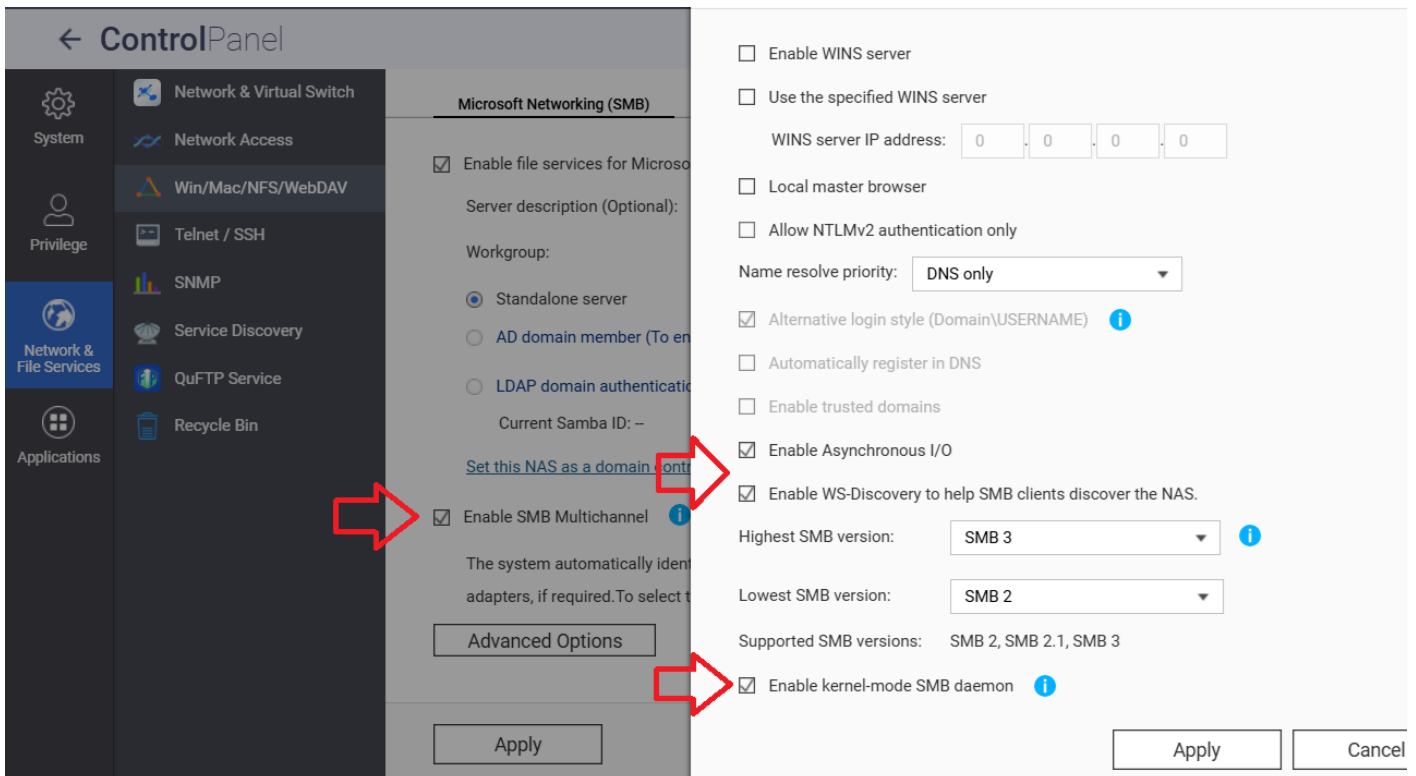 ControlPanel
System
Privilege
Network &
File Services
Applications
Network & Virtual Switch
Network Access
Win/Mac/NFS/WebDAV
Telnet / SSH
SNMP
Service Discovery
QuFTP Service
Recycle Bin
Microsoft Networking (SMB)
Enable file services for Microso
Server description (Optional):
Workgroup:
Standalone server
AD domain member (To en
LDAP domain authenticatio
Current Samba ID: --
Set this NAS as a domain contr
Enable SMB Multichannel
The system automatically ident
adapters, if required.To select t
Advanced Options
Apply
Enable WINS server
Use the specified WINS server
WINS server IP address: 0 . 0 . 0 . 0
Local master browser
Allow NTLMv2 authentication only
Name resolve priority: DNS only
Alternative login style (Domain\USERNAME)
Automatically register in DNS
Enable trusted domains
Enable Asynchronous I/O
Enable WS-Discovery to help SMB clients discover the NAS.
Highest SMB version: SMB 3
Lowest SMB version: SMB 2
Supported SMB versions: SMB 2, SMB 2.1, SMB 3
Enable kernel-mode SMB daemon
Apply
Cancel